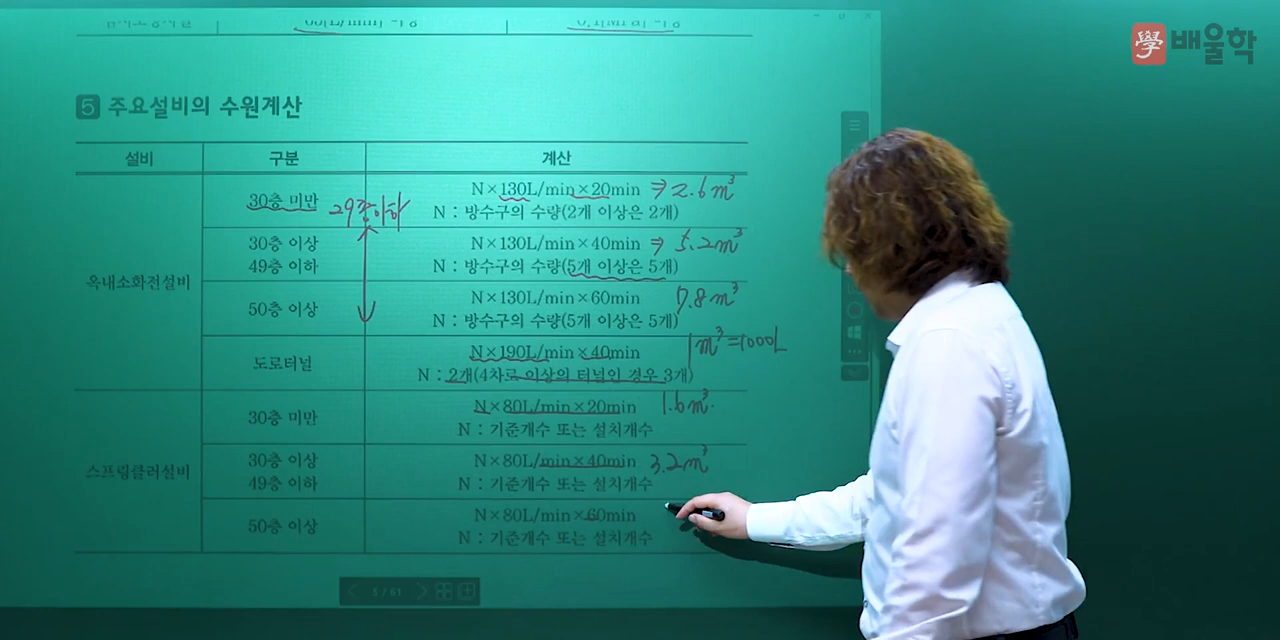 學 배울학
5 주요설비의 수원계산
설비 구분 계산
옥내소화전설비
30층 미만 29층이하
N×130L/min×20min ⇒ 2.6m³
N : 방수구의 수량(2개 이상은 2개)
30층 이상
49층 이하
N×130L/min×40min ⇒ 5.2m³
N : 방수구의 수량(5개 이상은 5개)
50층 이상
N×130L/min×60min 7.8m³
N : 방수구의 수량(5개 이상은 5개)
도로터널
N×190L/min×40min 1m³=1000L
N : 2개(4차로 이상의 터널인 경우 3개)
스프링클러설비
30층 미만
N×80L/min×20min 1.6m³
N : 기준개수 또는 설치개수
30층 이상
49층 이하
N×80L/min×40min 3.2m³
N : 기준개수 또는 설치개수
50층 이상
N×80L/min×60min
N : 기준개수 또는 설치개수
5 / 61